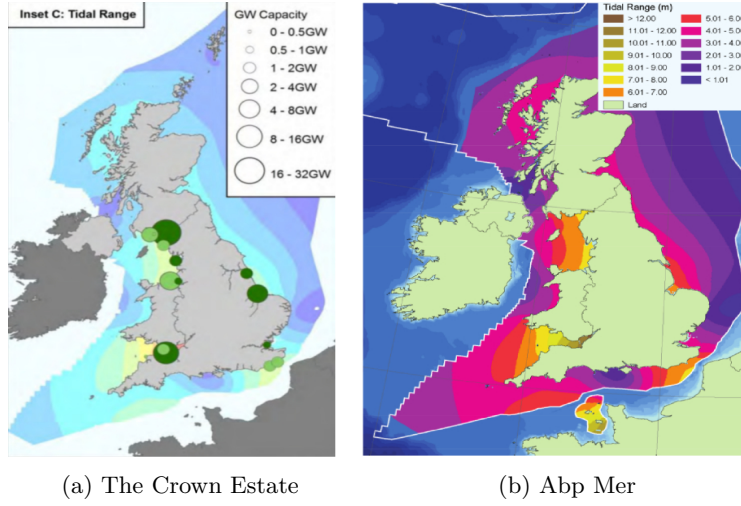 Inset C: Tidal Range
GW Capacity
0 - 0.5GW
0.5 - 1GW
1 - 2GW
2 - 4GW
4 - 8GW
8 - 16GW
16 - 32GW
Tidal Range (m)
> 12.00
11.01 - 12.00
10.01 - 11.00
9.01 - 10.00
8.01 - 9.00
7.01 - 8.00
6.01 - 7.00
5.01 - 6.00
4.01 - 5.00
3.01 - 4.00
2.01 - 3.00
1.01 - 2.00
< 1.01
Land
(a) The Crown Estate
(b) Abp Mer